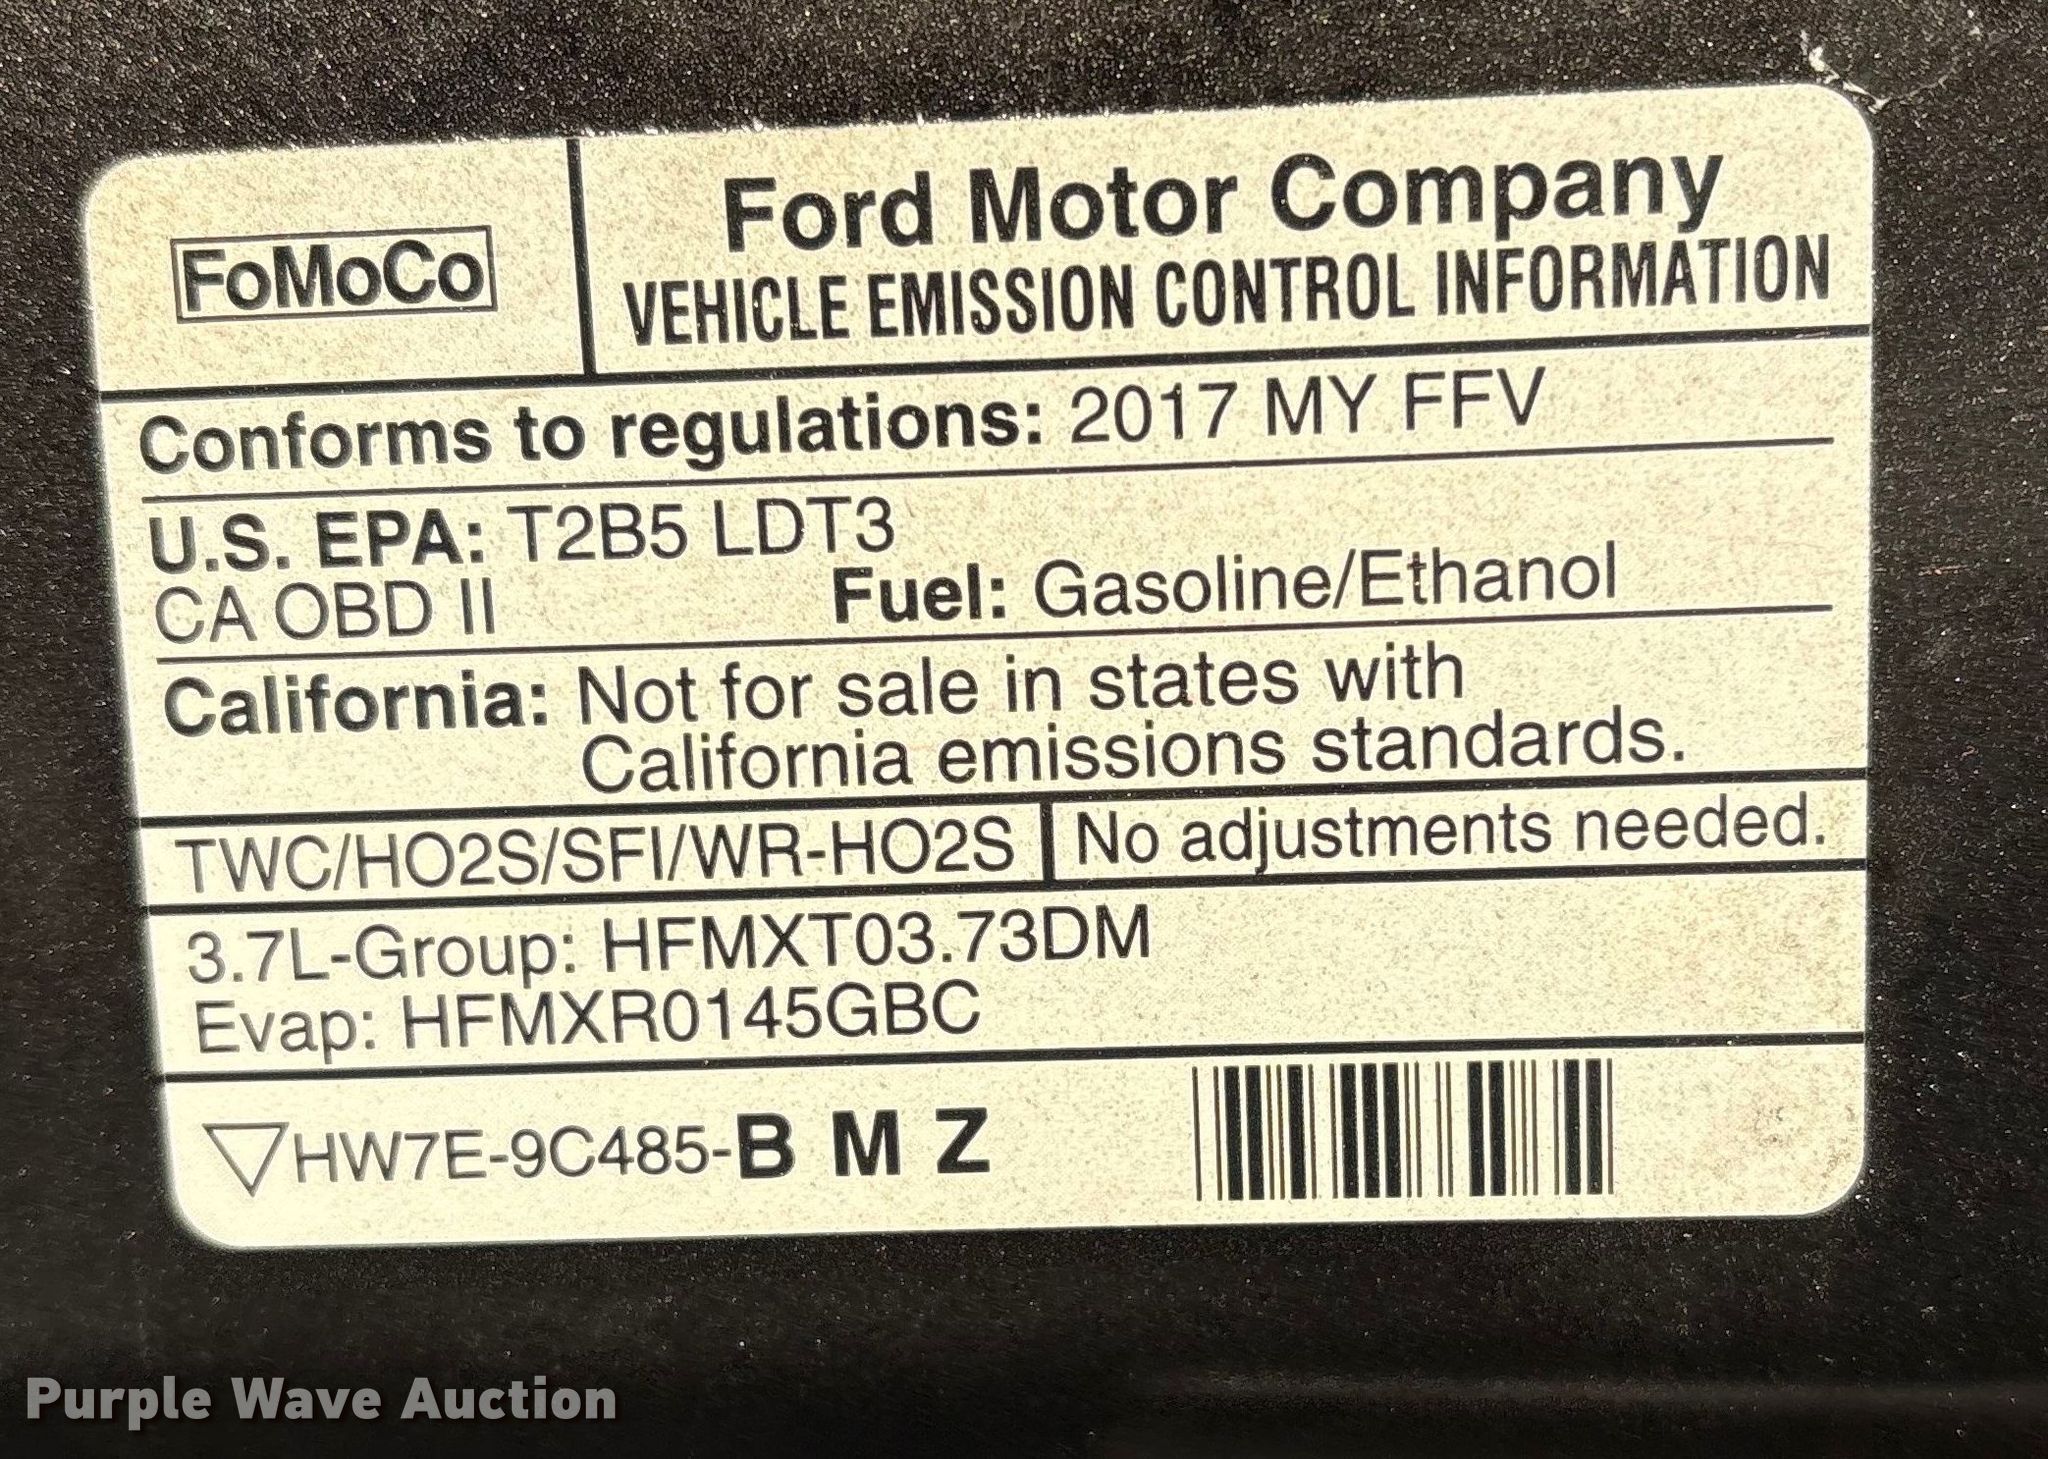 FoMoCo
Ford Motor Company
VEHICLE EMISSION CONTROL INFORMATION
Conforms to regulations: 2017 MY FFV
U.S. EPA: T2B5 LDT3
CA OBD II Fuel: Gasoline/Ethanol
California: Not for sale in states with
California emissions standards.
TWC/HO2S/SFI/WR-HO2S No adjustments needed.
3.7L-Group: HFMXT03.73DM
Evap: HFMXR0145GBC
HW7E-9C485-B M Z
Purple Wave Auction